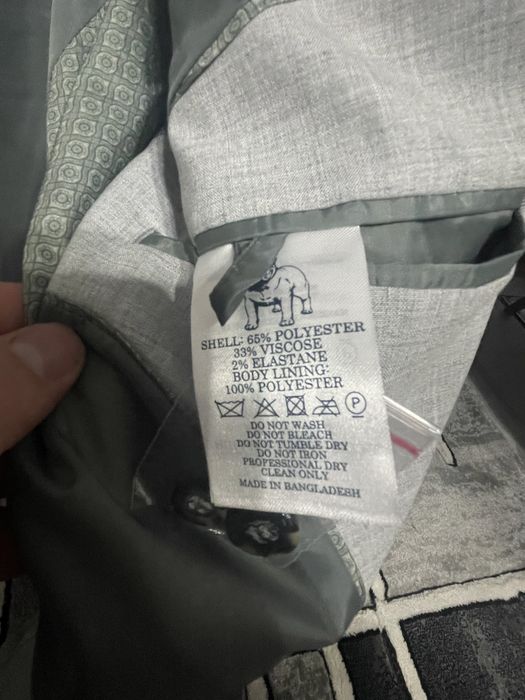 SHELL: 65% POLYESTER
33% VISCOSE
2% ELASTANE
BODY LINING:
100% POLYESTER
P
DO NOT WASH
DO NOT BLEACH
DO NOT TUMBLE DRY
DO NOT IRON
PROFESSIONAL DRY
CLEAN ONLY
MADE IN BANGLADESH